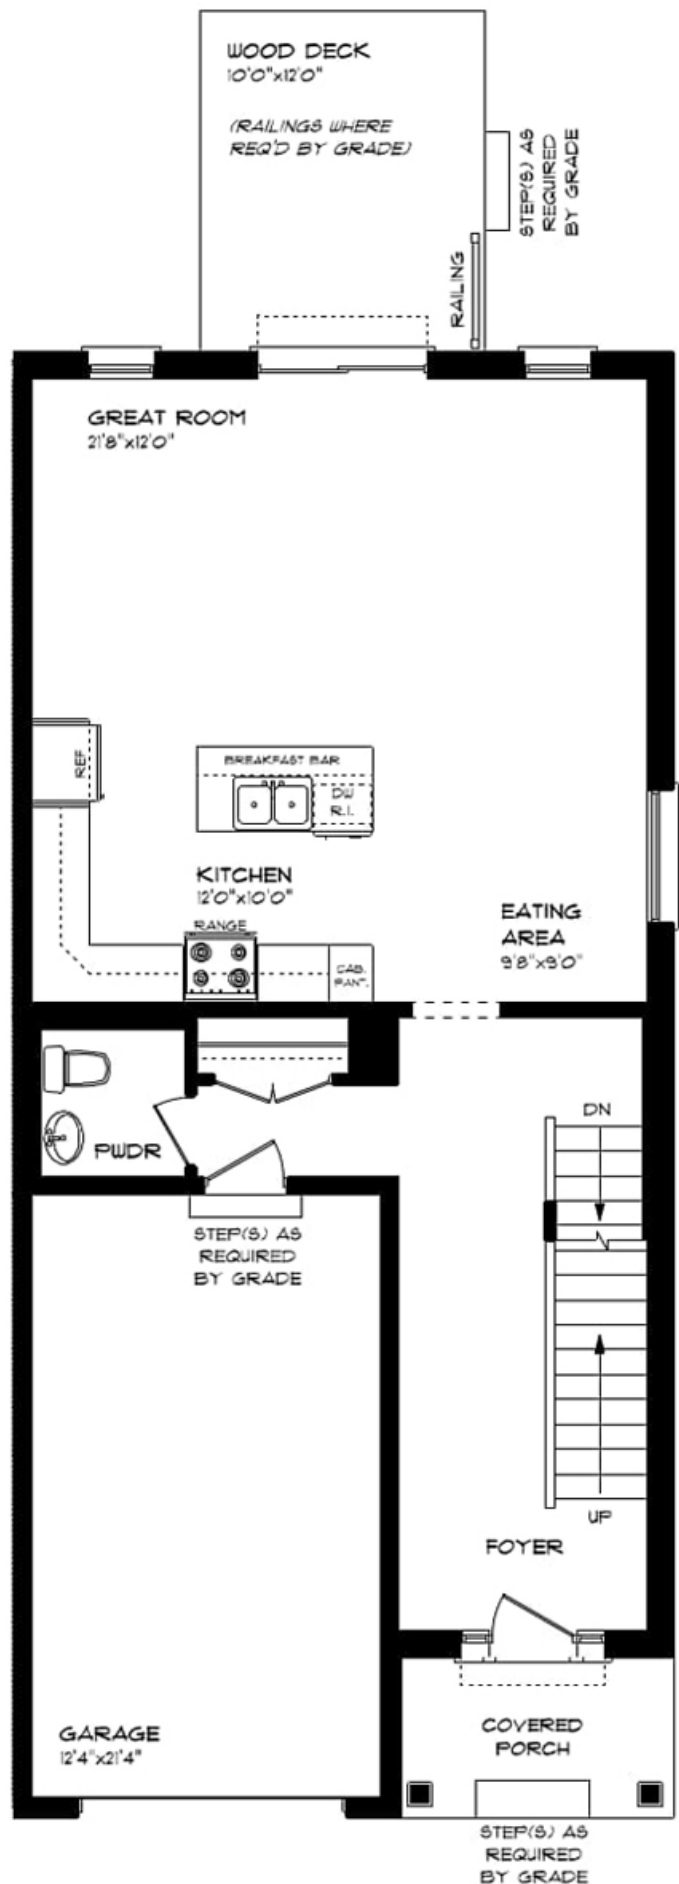 WOOD DECK
10'0"x12'0"
(RAILINGS WHERE
REQ'D BY GRADE)
STEP(S) AS
REQUIRED
BY GRADE
RAILING
GREAT ROOM
21'8"x12'0"
REF
BREAKFAST BAR
DW
R.I.
KITCHEN
12'0"x10'0"
RANGE
EATING
AREA
9'8"x9'0"
CAB.
PANT.
PWDR
DN
STEP(S) AS
REQUIRED
BY GRADE
UP
FOYER
GARAGE
12'4"x21'4"
COVERED
PORCH
STEP(S) AS
REQUIRED
BY GRADE